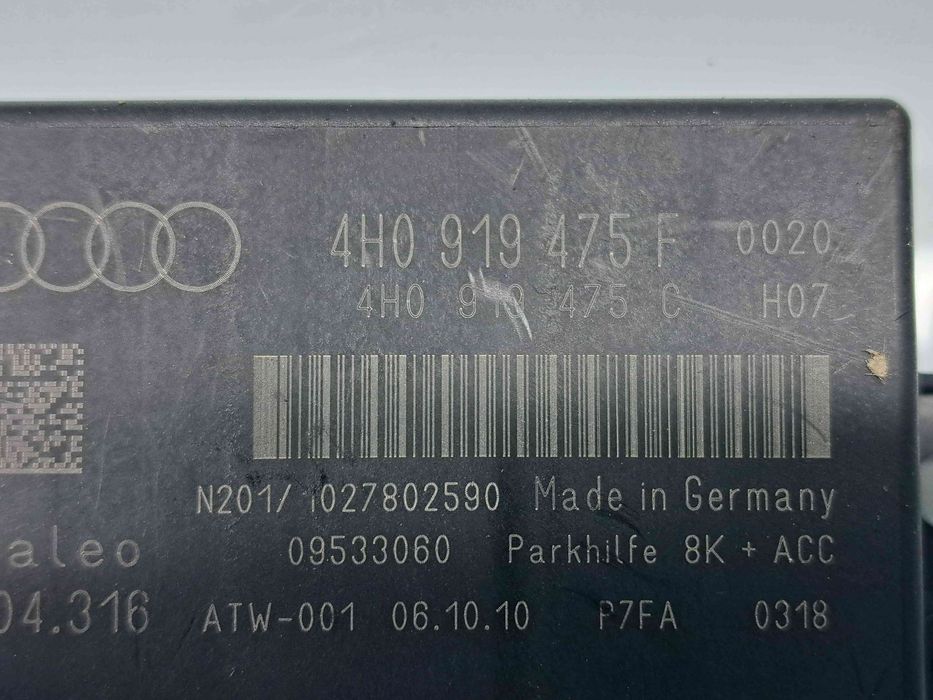 4H0 919 475 F 0020
4H0 919 475 C H07
N201/ 1027802590 Made in Germany
aleo 09533060 Parkhilfe 8K + ACC
04.316 ATW-001 06.10.10 P7FA 0318